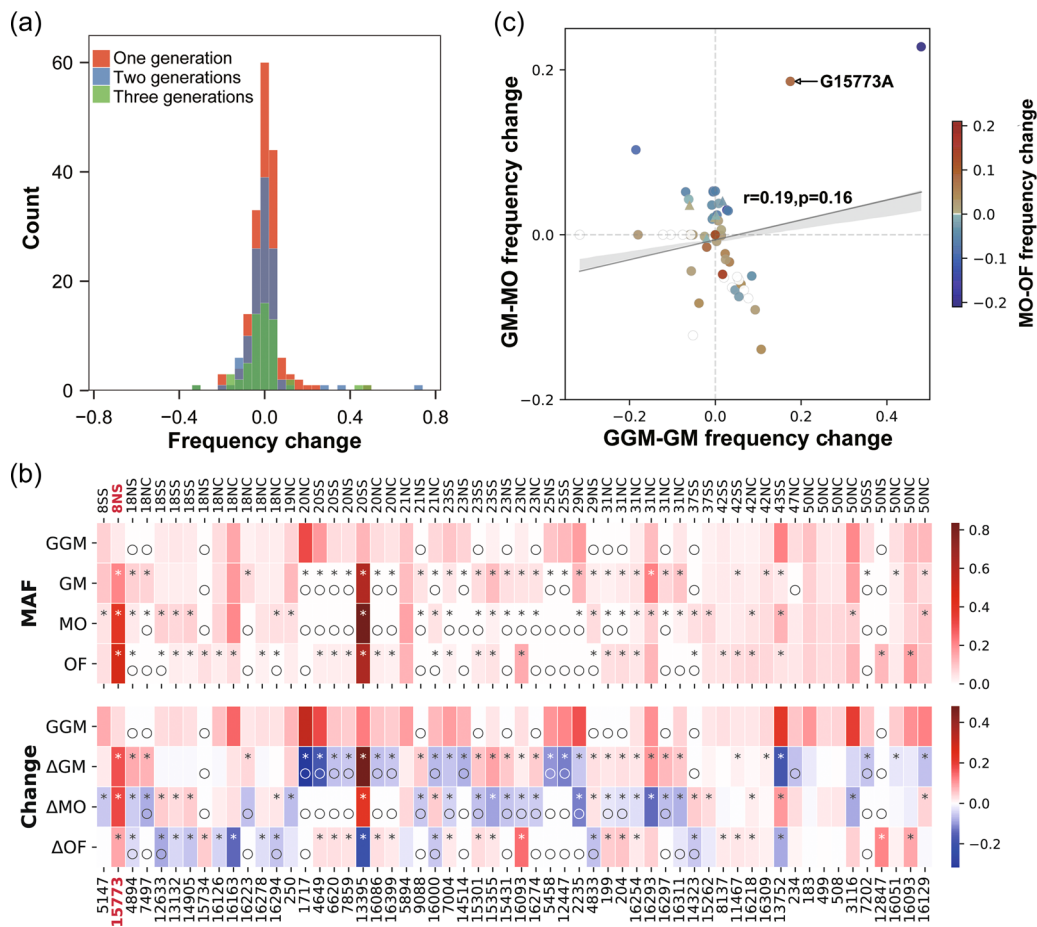 (a)
One generation
Two generations
Three generations
Count
60
40
20
0
−0.8
−0.4
0.0
0.4
0.8
Frequency change
(c)
GM-MO frequency change
0.2
0.0
−0.2
G15773A
r=0.19,p=0.16
−0.2
0.0
0.2
0.4
GGM-GM frequency change
0.2
0.1
0.0
−0.1
−0.2
MO-OF frequency change
(b)
8SS 8NS 18NS 18NC 18SS 18SS 18SS 18NS 18NC 18NC 18NC 18NC 18NC 19NC 20NC 20SS 20SS 20SS 20SS 20NC 20NC 21NC 21NS 21NC 23SS 23NS 23SS 23SS 23NS 23NC 23NC 25NS 25SS 29NC 29NS 31NC 31NC 31NC 31NC 31NC 31NC 37SS 37SS 42SS 42SS 42NC 42NC 43SS 47NC 50NC 50NC 50NC 50SS 50SS 50NS 50NC 50NC 50NC
MAF
GGM
GM
MO
OF
0.8
0.6
0.4
0.2
0.0
Change
GGM
ΔGM
ΔMO
ΔOF
0.4
0.2
0.0
−0.2
5147 15773 4894 7497 12633 13132 14905 15734 16126 16163 16223 16278 16294 250 1717 4649 6620 7859 13395 16086 16399 5894 9088 16000 7004 14514 15301 15355 15431 16093 16274 5458 12447 2235 4833 199 204 16254 16293 16297 16311 14323 15262 8137 11467 16218 16309 13752 234 183 499 508 3116 7202 12847 16051 16093 16129